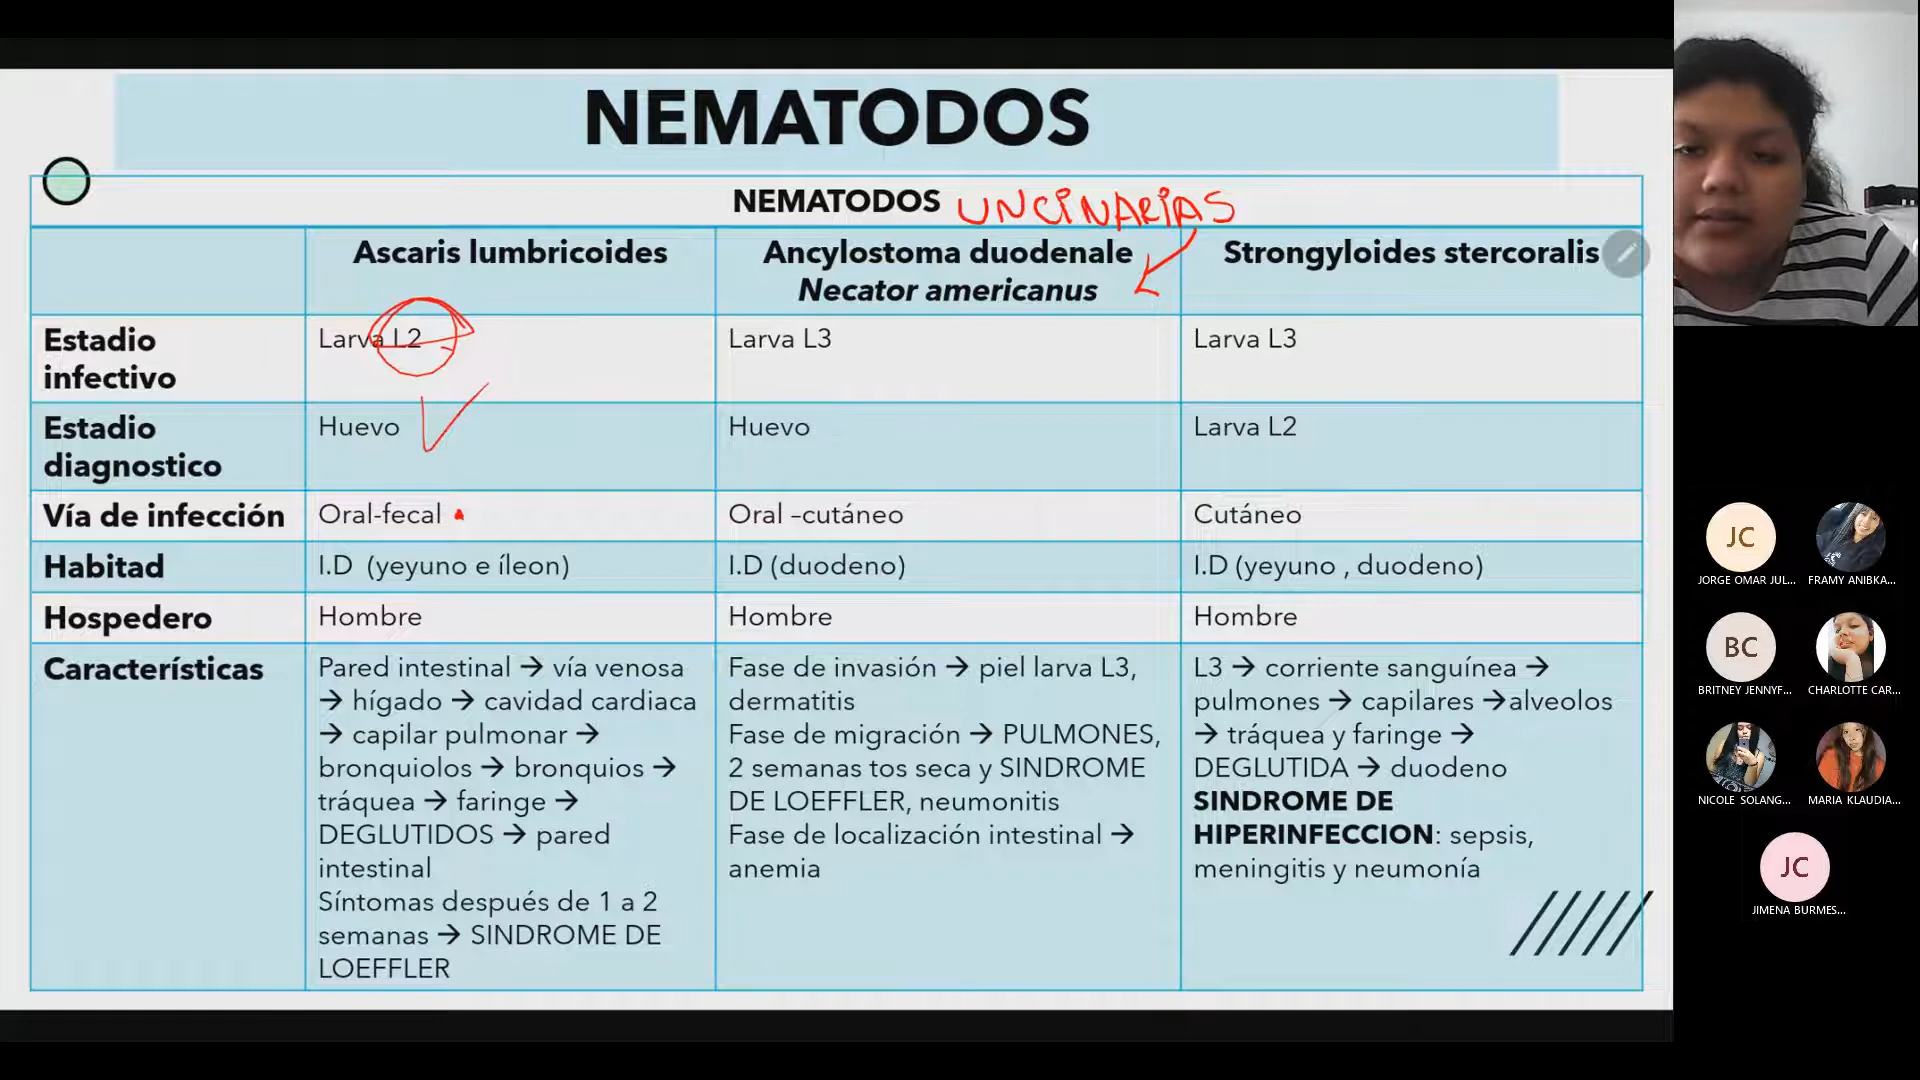 NEMATODOS
NEMATODOS UNCINARIAS
Ascaris lumbricoides
Ancylostoma duodenale
Necator americanus
Strongyloides stercoralis
Estadio
infectivo
Larva L2
Larva L3
Larva L3
Estadio
diagnostico
Huevo
Huevo
Larva L2
Vía de infección
Oral-fecal
Oral –cutáneo
Cutáneo
Habitad
I.D (yeyuno e íleon)
I.D (duodeno)
I.D (yeyuno , duodeno)
Hospedero
Hombre
Hombre
Hombre
Características
Pared intestinal → vía venosa
→ hígado → cavidad cardiaca
→ capilar pulmonar →
bronquiolos → bronquios →
tráquea → faringe →
DEGLUTIDOS → pared
intestinal
Síntomas después de 1 a 2
semanas → SINDROME DE
LOEFFLER
Fase de invasión → piel larva L3,
dermatitis
Fase de migración → PULMONES,
2 semanas tos seca y SINDROME
DE LOEFFLER, neumonitis
Fase de localización intestinal →
anemia
L3 → corriente sanguínea →
pulmones → capilares →alveolos
→ tráquea y faringe →
DEGLUTIDA → duodeno
SINDROME DE
HIPERINFECCION: sepsis,
meningitis y neumonía
JC
JORGE OMAR JUL...
FRAMY ANIBKA...
BC
BRITNEY JENNYF...
CHARLOTTE CAR...
NICOLE SOLANG...
MARIA KLAUDIA...
JC
JIMENA BURMES...